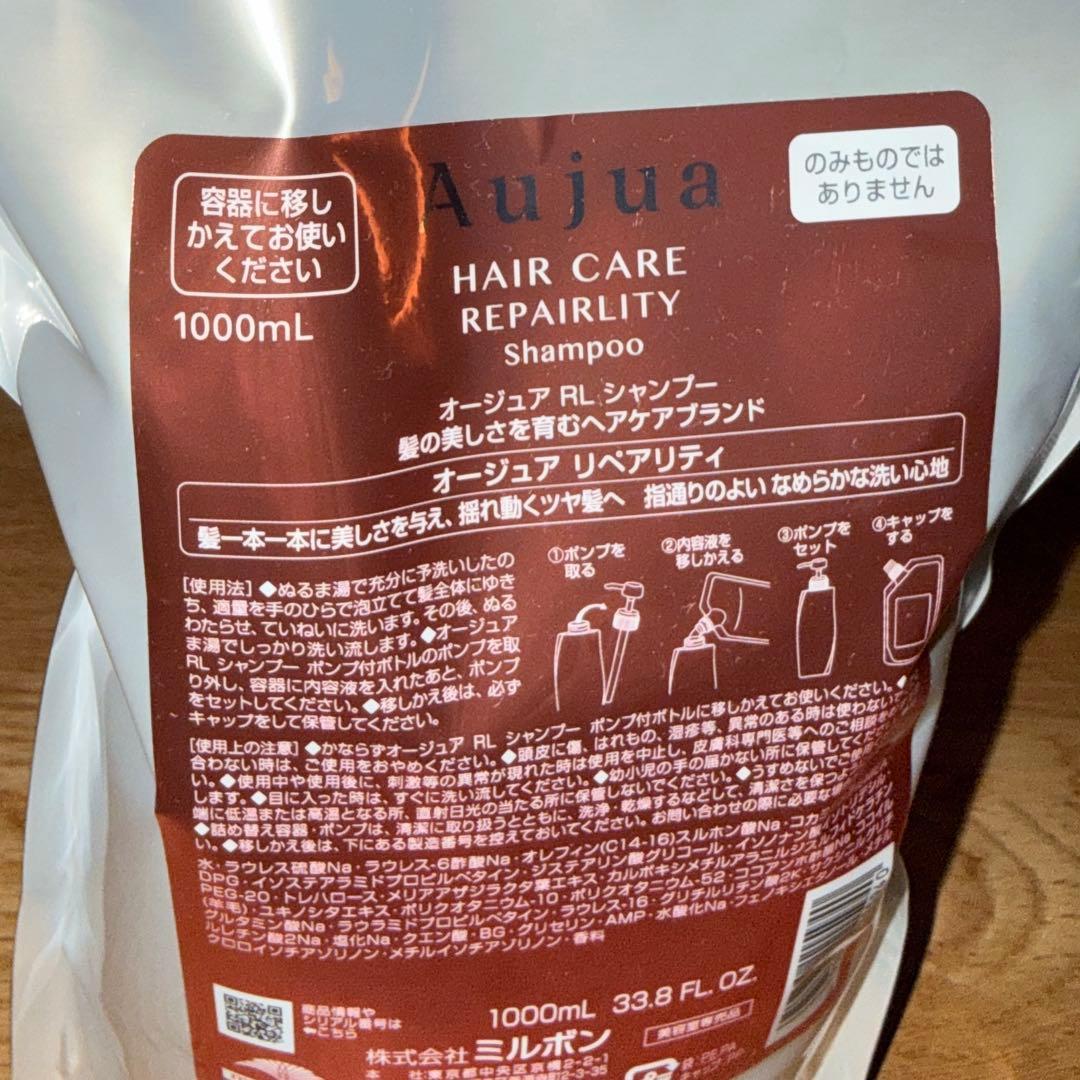 容器に移し
かえてお使い
ください
1000mL
Aujua
のみものでは
ありません
HAIR CARE
REPAIRLITY
Shampoo
オージュア RL シャンプー
髪の美しさを育むヘアケアブランド
オージュア リペアリティ
髪一本一本に美しさを与え、揺れ動くツヤ髪へ 指通りのよい なめらかな洗い心地
[使用法] ◆ぬるま湯で充分に予洗いしたの
ち、適量を手のひらで泡立てて髪全体にゆき
わたらせ、ていねいに洗います。その後、ぬる
ま湯でしっかり洗い流します。◆オージュア
RL シャンプー ポンプ付ボトルのポンプを取
り外し、容器に内容液を入れたあと、ポンプ
をセットしてください。◆移しかえ後は、必ず
キャップをして保管してください。
①ポンプを
取る
②内容液を
移しかえる
③ポンプを
セット
④キャップを
する
[使用上の注意] ◆かならずオージュア RL シャンプー ポンプ付ボトルに移しかえてお使いください。◆
合わない時は、ご使用をおやめください。◆頭皮に傷、はれもの、湿疹等、異常のある時は使わない
い。◆使用中や使用後に、刺激等の異常が現れた時は使用を中止し、皮膚科専門医等へのご相談を
します。◆目に入った時は、すぐに洗い流してください。◆幼小児の手の届かない所に保管してくだ
端に低温または高温となる所、直射日光の当たる所に保管しないでください。◆うすめないでご使用
◆詰め替え容器・ポンプは、清潔に取り扱うとともに、洗浄・乾燥するなどして、清潔さを保つよ
◆移しかえ後は、下にある製造番号を控えておいてください。お問い合わせの際に必要な
水・ラウレス硫酸Na・ラウレス-6酢酸Na・オレフィン(C14-16)スルホン酸Na・コカ
DPG・イソステアラミドプロピルベタイン・ジステアリン酸グリコール・イソノナン酸
PEG-20・トレハロース・メリアアザジラクタ葉エキス・カルボキシメチルアラニルジスルフィドケラチン
(羊毛)・ユキノシタエキス・ポリクオタニウム-10・ポリクオタニウム-52・ココアンホ酢酸Na・
グルタミン酸Na・ラウラミドプロピルベタイン・ラウレス-16・グリチルリチン酸2K・
ルレチン酸2Na・塩化Na・クエン酸・BG・グリセリン・AMP・水酸化Na・フェノキシエタノール
クロロイソチアゾリノン・メチルイソチアゾリノン・香料
商品情報や
シリアル番号は
こちら
1000mL 33.8 FL. OZ.
株式会社 ミルボン
美容室専売品
本 社:東京都中央区京橋2-2-1